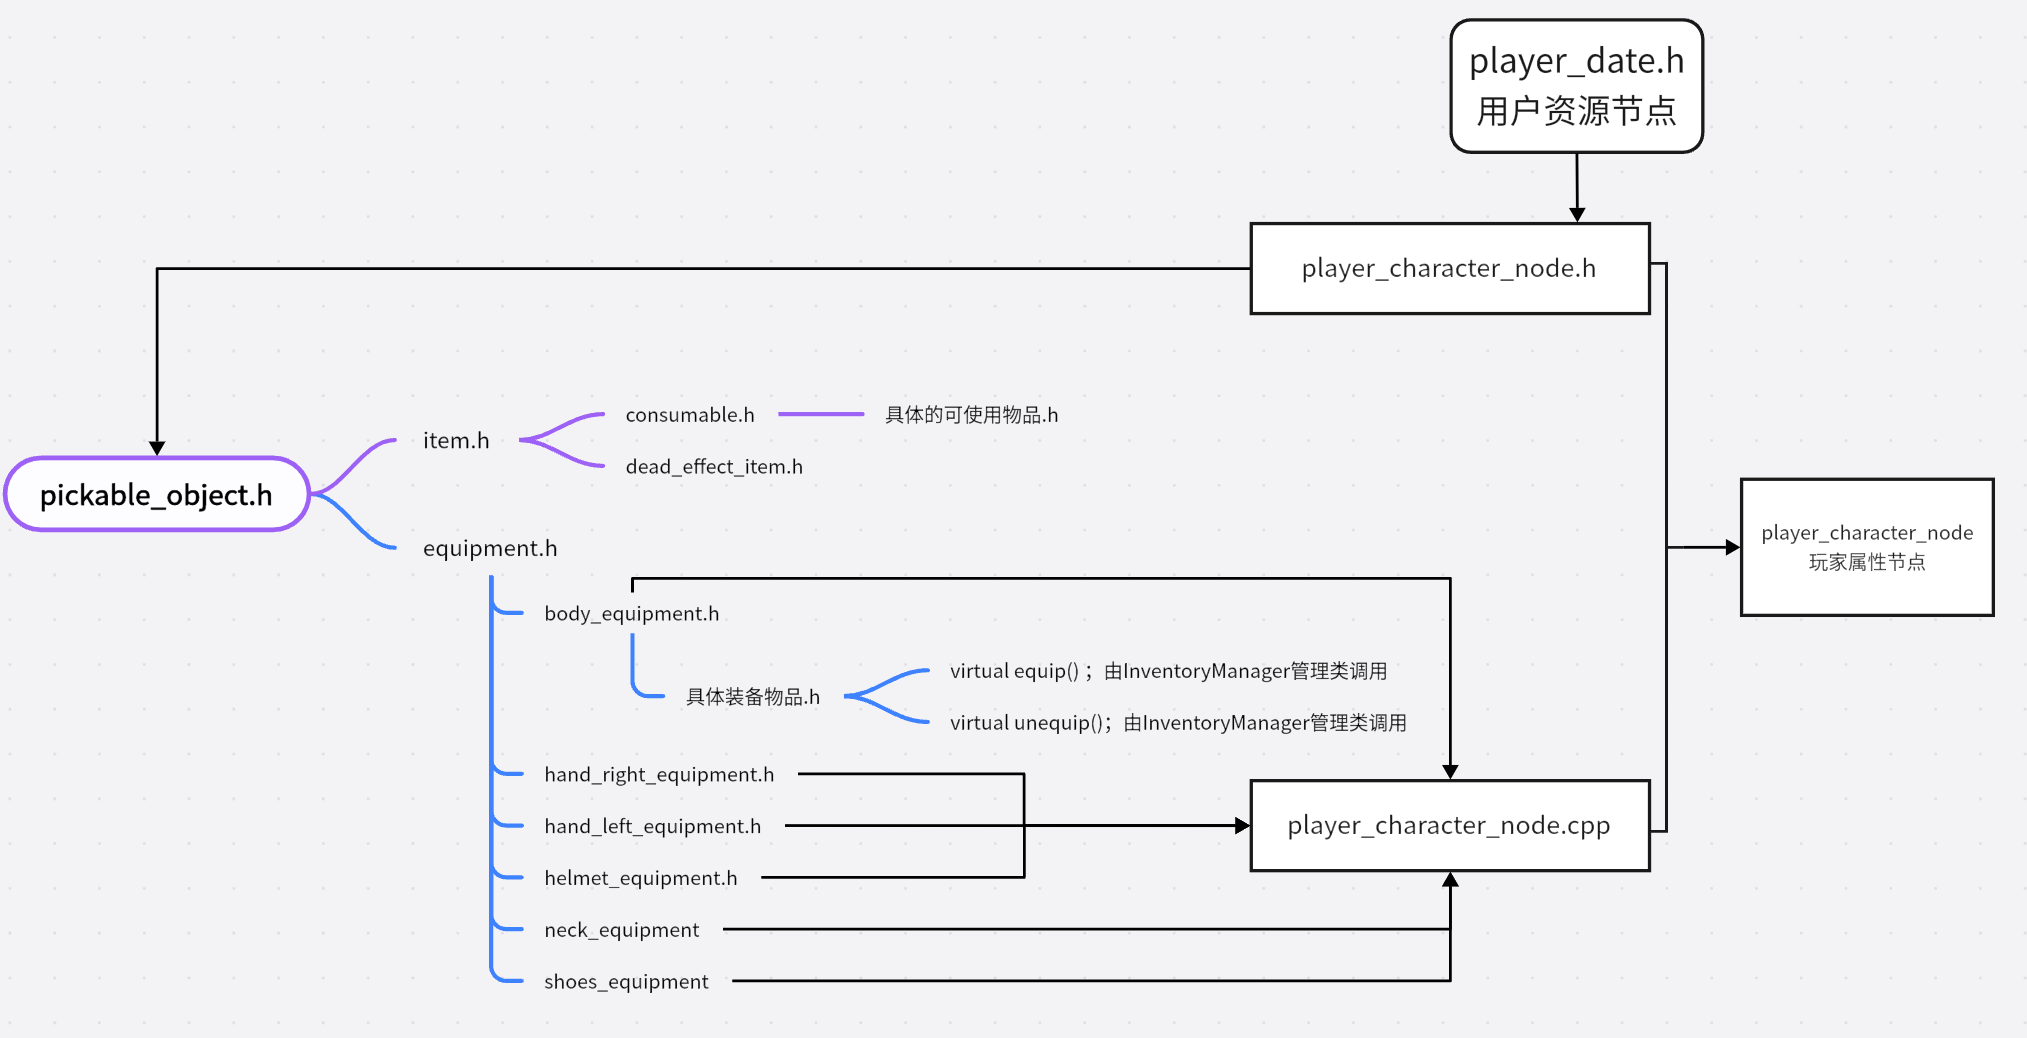 player_date.h
用户资源节点
player_character_node.h
consumable.h
具体的可使用物品.h
item.h
dead_effect_item.h
pickable_object.h
equipment.h
player_character_node
玩家属性节点
body_equipment.h
virtual equip() ；由InventoryManager管理类调用
具体装备物品.h
virtual unequip()；由InventoryManager管理类调用
hand_right_equipment.h
hand_left_equipment.h
player_character_node.cpp
helmet_equipment.h
neck_equipment
shoes_equipment